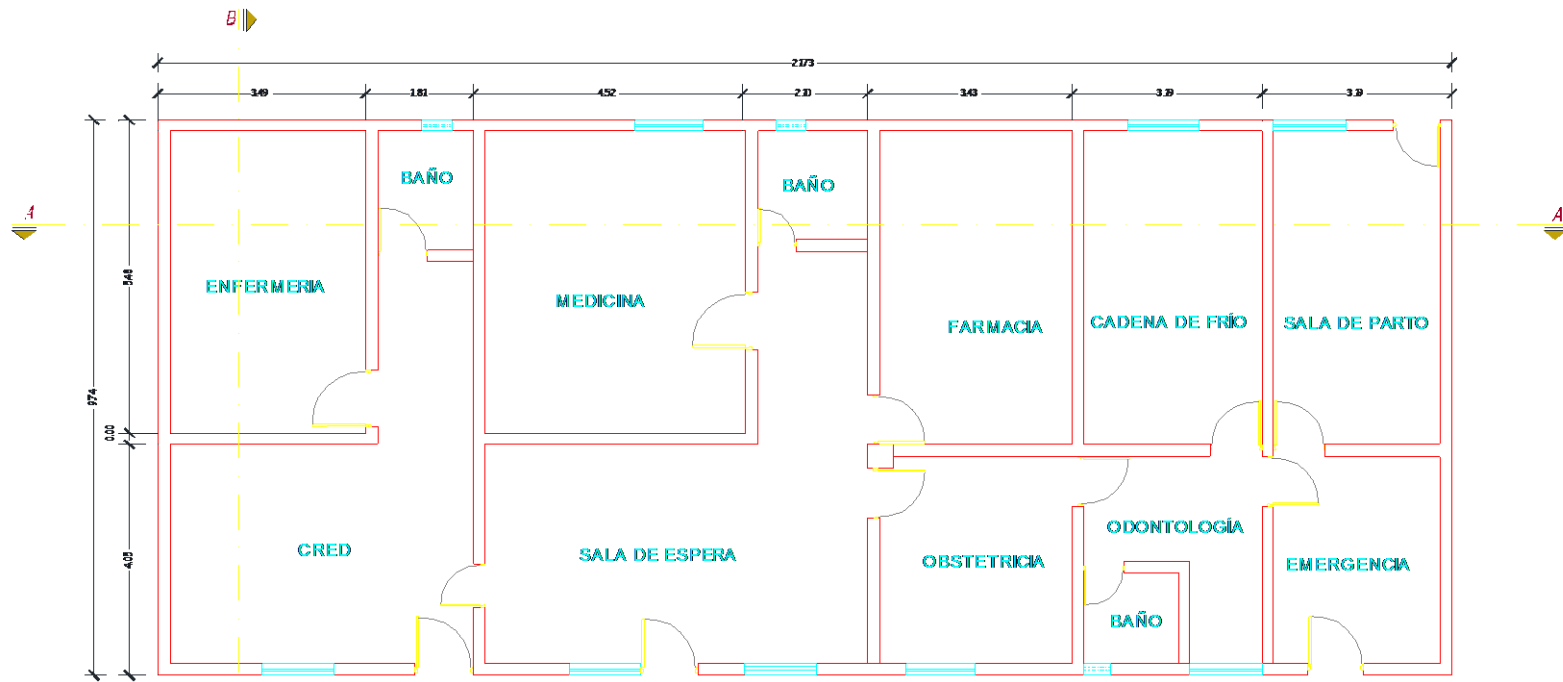 B
21.73
3.49 1.81 4.52 2.10 3.43 3.19 3.19
BAÑO
BAÑO
A A
5.48
ENFERMERIA
MEDICINA
FARMACIA
CADENA DE FRÍO
SALA DE PARTO
9.74
0.00
4.05
CRED
SALA DE ESPERA
OBSTETRICIA
ODONTOLOGÍA
EMERGENCIA
BAÑO